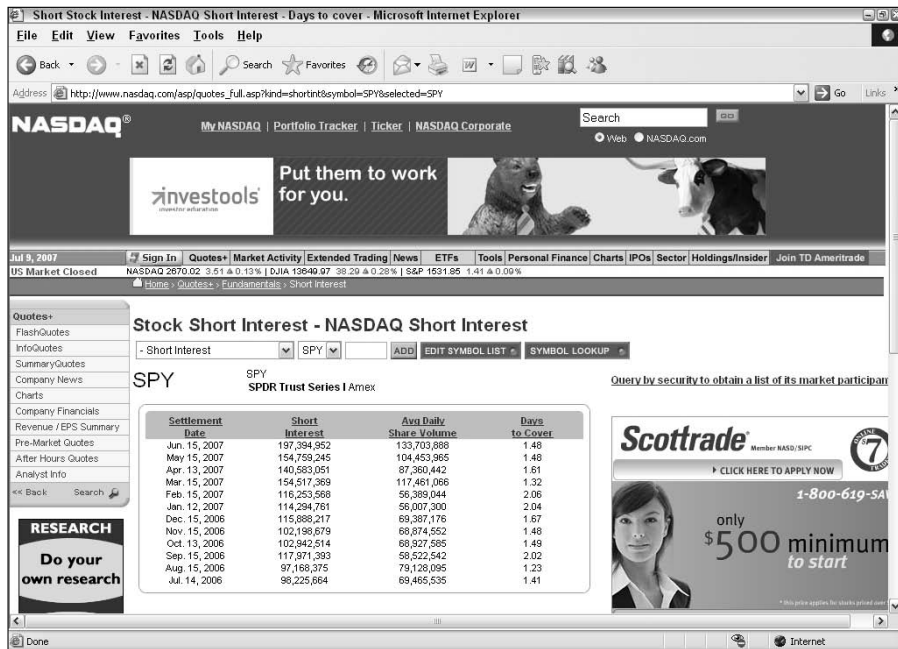 Short Stock Interest - NASDAQ Short Interest - Days to cover - Microsoft Internet Explorer
File Edit View Favorites Tools Help
Back Search Favorites
Address http://www.nasdaq.com/asp/quotes_full.asp?kind=shortint&symbol=SPY&selected=SPY Go Links
NASDAQ®
My NASDAQ | Portfolio Tracker | Ticker | NASDAQ Corporate
Search GO
Web NASDAQ.com
investools®
investor education
Put them to work
for you.
Jul 9, 2007 Sign In Quotes+ Market Activity Extended Trading News ETFs Tools Personal Finance Charts IPOs Sector Holdings/Insider Join TD Ameritrade
US Market Closed NASDAQ 2670.02 3.51 ▲ 0.13% | DJIA 13649.97 38.29 ▲ 0.28% | S&P 1531.85 1.41 ▲ 0.09%
Home › Quotes+ › Fundamentals › Short Interest
Quotes+
FlashQuotes
InfoQuotes
SummaryQuotes
Company News
Charts
Company Financials
Revenue / EPS Summary
Pre-Market Quotes
After Hours Quotes
Analyst Info
<< Back Search
RESEARCH
Do your
own research
Stock Short Interest - NASDAQ Short Interest
- Short Interest SPY ADD EDIT SYMBOL LIST SYMBOL LOOKUP
SPY
SPY
SPDR Trust Series I Amex
Query by security to obtain a list of its market participan
Settlement Date Short Interest Avg Daily Share Volume Days to Cover
Jun. 15, 2007 197,394,952 133,703,888 1.48
May 15, 2007 154,759,245 104,453,965 1.48
Apr. 13, 2007 140,583,051 87,360,442 1.61
Mar. 15, 2007 154,517,369 117,461,066 1.32
Feb. 15, 2007 116,253,568 56,389,044 2.06
Jan. 12, 2007 114,294,761 56,007,300 2.04
Dec. 15, 2006 115,888,217 69,387,176 1.67
Nov. 15, 2006 102,198,679 68,874,552 1.48
Oct. 13, 2006 102,942,514 68,927,585 1.49
Sep. 15, 2006 117,971,393 58,522,542 2.02
Aug. 15, 2006 97,168,375 79,128,095 1.23
Jul. 14, 2006 98,225,664 69,465,535 1.41
Scottrade® Member NASD/SIPC
$7
CLICK HERE TO APPLY NOW
1-800-619-SAV
only
$500 minimum
to start
* this price applies for stocks priced over
Done Internet